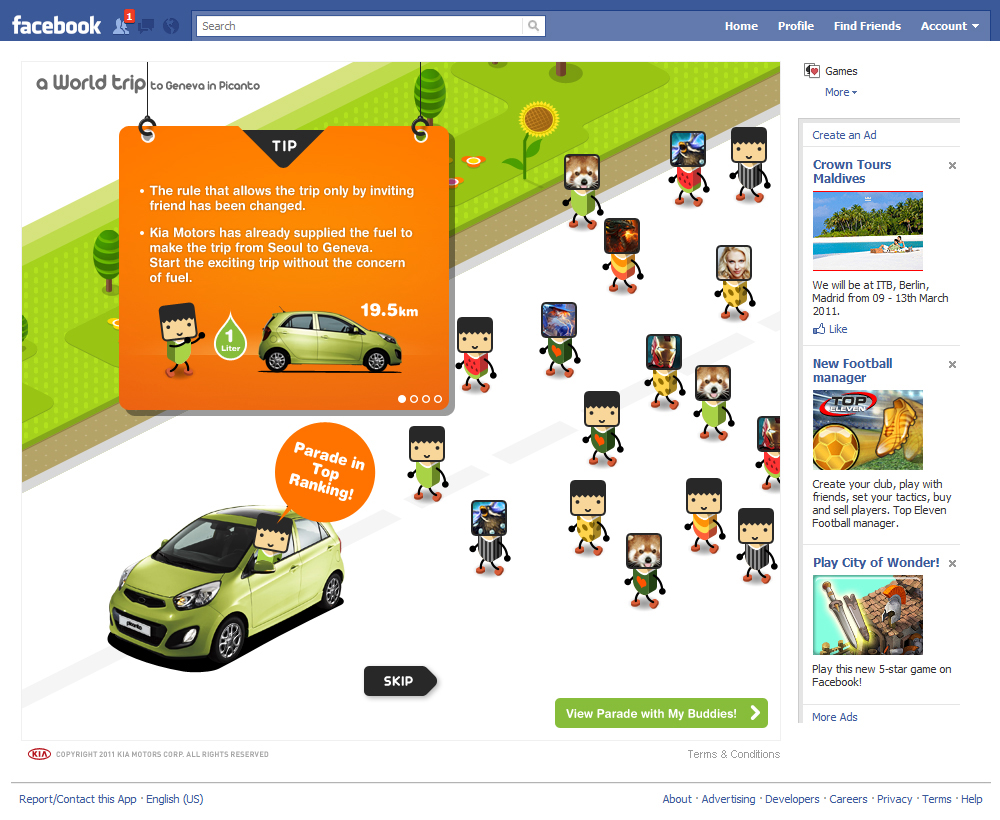 facebook
1
Search
Home
Profile
Find Friends
Account
a World trip to Geneva in Picanto
TIP
• The rule that allows the trip only by inviting
friend has been changed.
• Kia Motors has already supplied the fuel to
make the trip from Seoul to Geneva.
Start the exciting trip without the concern
of fuel.
1
Liter
19.5km
Parade in
Top
Ranking!
picanto
SKIP
View Parade with My Buddies!
KIA COPYRIGHT 2011 KIA MOTORS CORP. ALL RIGHTS RESERVED
Terms & Conditions
Games
More
Create an Ad
Crown Tours
Maldives
We will be at ITB, Berlin,
Madrid from 09 - 13th March
2011.
Like
New Football
manager
TOP
ELEVEN
Create your club, play with
friends, set your tactics, buy
and sell players. Top Eleven
Football manager.
Play City of Wonder!
Play this new 5-star game on
Facebook!
More Ads
Report/Contact this App · English (US)
About · Advertising · Developers · Careers · Privacy · Terms · Help